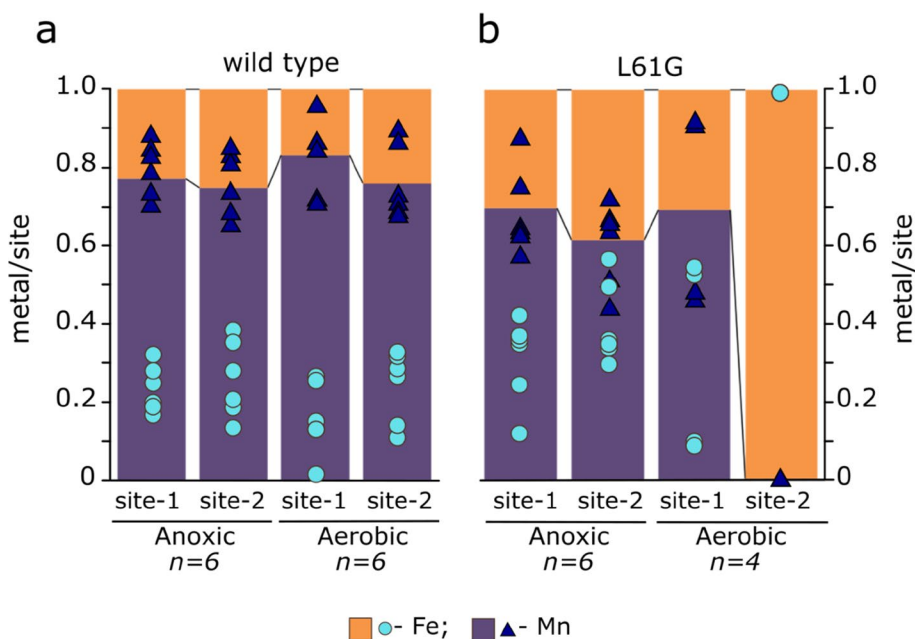 a
wild type
metal/site
1.0
0.8
0.6
0.4
0.2
0
site-1 site-2 site-1 site-2
Anoxic Aerobic
n=6 n=6
b
L61G
1.0
0.8
0.6
0.4
0.2
0
metal/site
site-1 site-2 site-1 site-2
Anoxic Aerobic
n=6 n=4
- Fe; - Mn